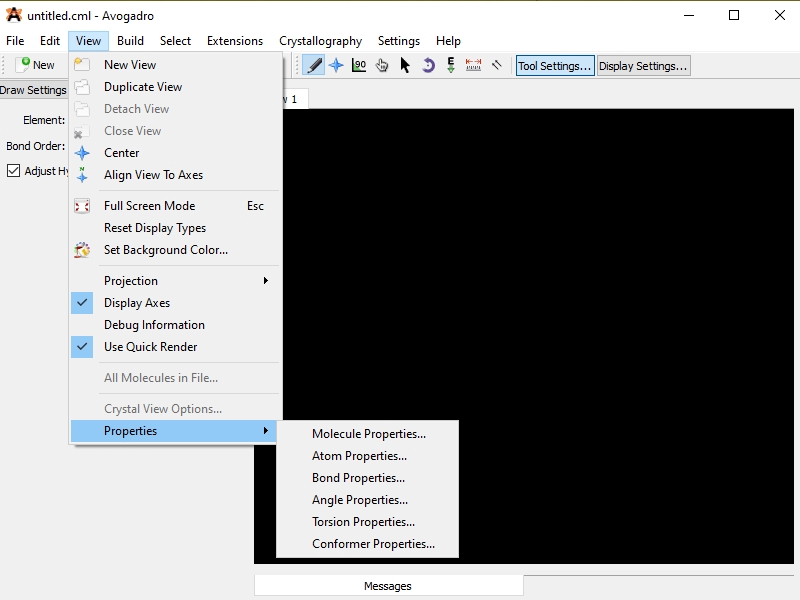 untitled.cml - Avogadro
File Edit View Build Select Extensions Crystallography Settings Help
New
90
E
Tool Settings... Display Settings...
Draw Settings
w 1
Element:
Bond Order:
Adjust Hy
New View
Duplicate View
Detach View
Close View
Center
N
Align View To Axes
Full Screen Mode Esc
Reset Display Types
Set Background Color...
Projection
Display Axes
Debug Information
Use Quick Render
All Molecules in File...
Crystal View Options...
Properties
Molecule Properties...
Atom Properties...
Bond Properties...
Angle Properties...
Torsion Properties...
Conformer Properties...
Messages